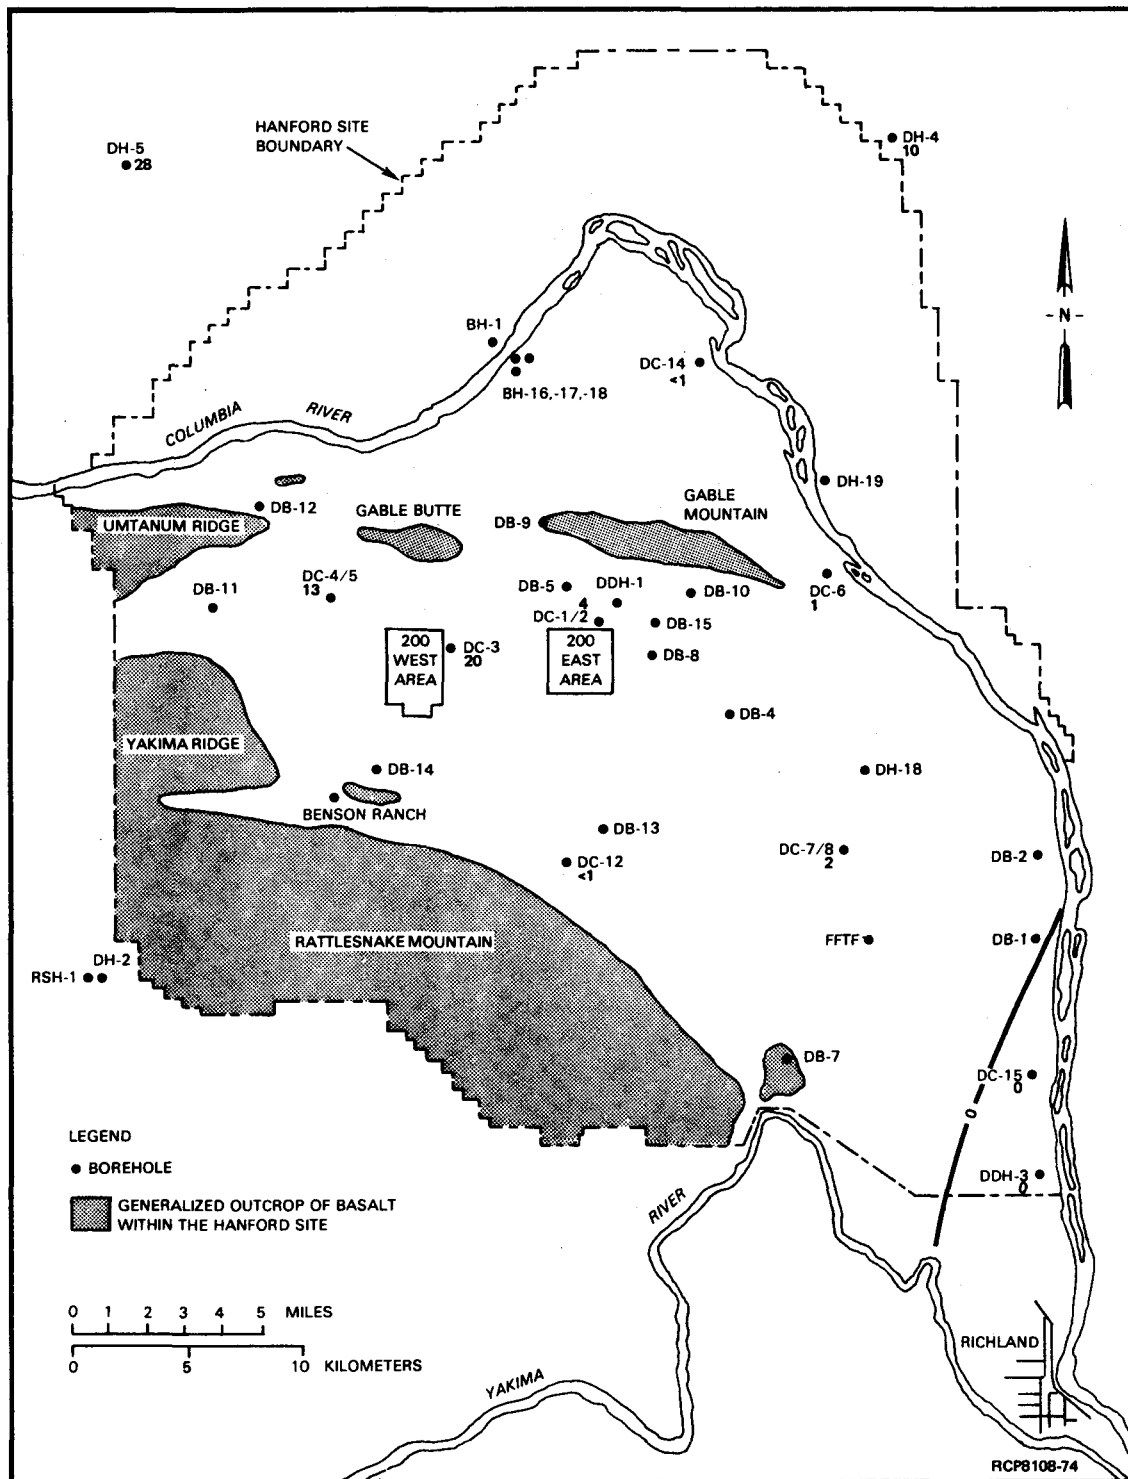 HANFORD SITE
BOUNDARY
DH-5
28
DH-4
10
- N -
BH-1
BH-16,-17,-18
DC-14
<1
COLUMBIA
RIVER
DH-19
UMTANUM RIDGE
DB-12
GABLE BUTTE
DB-9
GABLE
MOUNTAIN
DB-11
DC-4/5
13
DB-5
DDH-1
4
DC-1/2
DB-10
DB-15
DC-6
1
200
WEST
AREA
DC-3
20
200
EAST
AREA
DB-8
DB-4
YAKIMA RIDGE
DB-14
DH-18
BENSON RANCH
DB-13
DC-12
<1
DC-7/8
2
DB-2
RATTLESNAKE MOUNTAIN
FFTF
DB-1
DH-2
RSH-1
DB-7
DC-15
0
0
DDH-3
0
LEGEND
BOREHOLE
GENERALIZED OUTCROP OF BASALT
WITHIN THE HANFORD SITE
RIVER
0 1 2 3 4 5 MILES
0 5 10 KILOMETERS
YAKIMA
RICHLAND
RCP8108-74